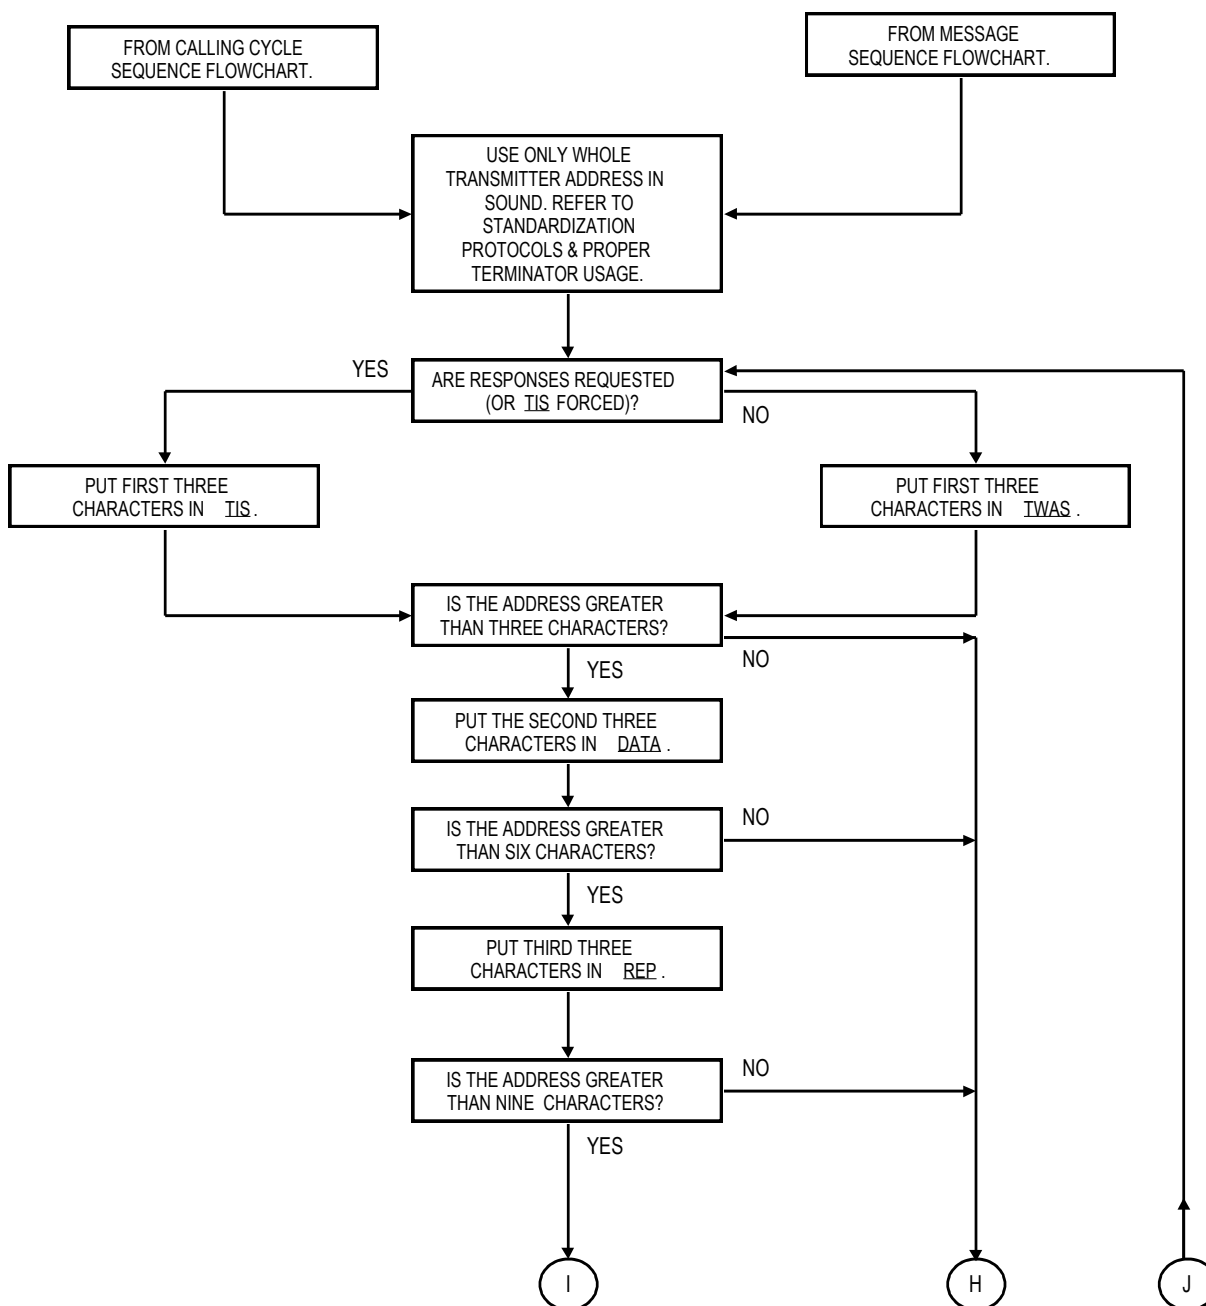 FROM CALLING CYCLE
SEQUENCE FLOWCHART.
FROM MESSAGE
SEQUENCE FLOWCHART.
USE ONLY WHOLE
TRANSMITTER ADDRESS IN
SOUND. REFER TO
STANDARDIZATION
PROTOCOLS & PROPER
TERMINATOR USAGE.
YES
ARE RESPONSES REQUESTED
(OR TIS FORCED)?
NO
PUT FIRST THREE
CHARACTERS IN TIS .
PUT FIRST THREE
CHARACTERS IN TWAS .
IS THE ADDRESS GREATER
THAN THREE CHARACTERS?
NO
YES
PUT THE SECOND THREE
CHARACTERS IN DATA .
IS THE ADDRESS GREATER
THAN SIX CHARACTERS?
NO
YES
PUT THIRD THREE
CHARACTERS IN REP .
IS THE ADDRESS GREATER
THAN NINE CHARACTERS?
NO
YES
I
H
J